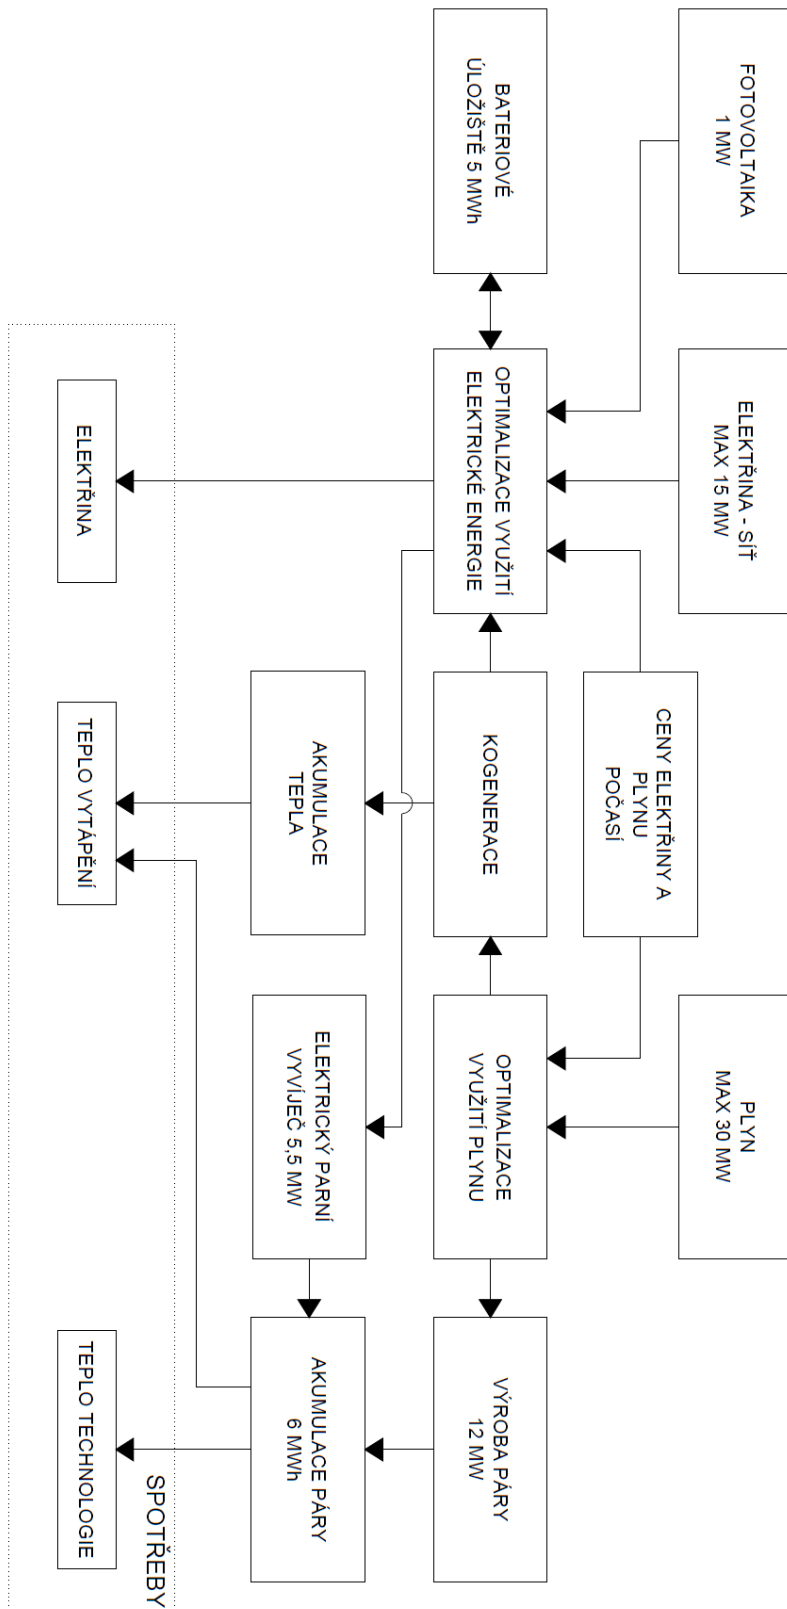 FOTOVOLTAIKA
1 MW
ELEKTŘINA - SÍŤ
MAX 15 MW
PLYN
MAX 30 MW
CENY ELEKTŘINY A
PLYNU
POČASÍ
BATERIOVÉ
ÚLOŽIŠTĚ 5 MWh
OPTIMALIZACE VYUŽITÍ
ELEKTRICKÉ ENERGIE
KOGENERACE
OPTIMALIZACE
VYUŽITÍ PLYNU
VÝROBA PÁRY
12 MW
AKUMULACE
TEPLA
ELEKTRICKÝ PARNÍ
VYVÍJEČ 5,5 MW
AKUMULACE PÁRY
6 MWh
SPOTŘEBY
ELEKTŘINA
TEPLO VYTÁPĚNÍ
TEPLO TECHNOLOGIE